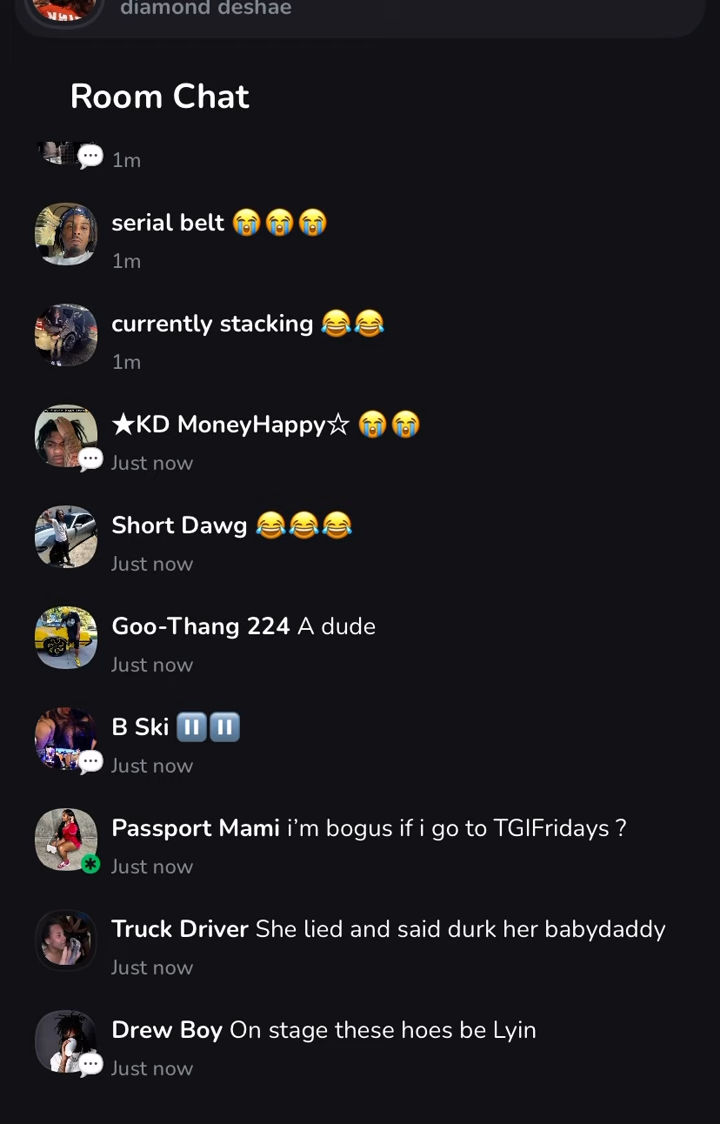 diamond deshae
Room Chat
1m
serial belt 😭😭😭
1m
currently stacking 😂😂
1m
★KD MoneyHappy☆ 😭😭
Just now
Short Dawg 😂😂😂
Just now
Goo-Thang 224 A dude
Just now
B Ski ⏸️⏸️
Just now
Passport Mami i'm bogus if i go to TGIFridays ?
Just now
Truck Driver She lied and said durk her babydaddy
Just now
Drew Boy On stage these hoes be Lyin
Just now